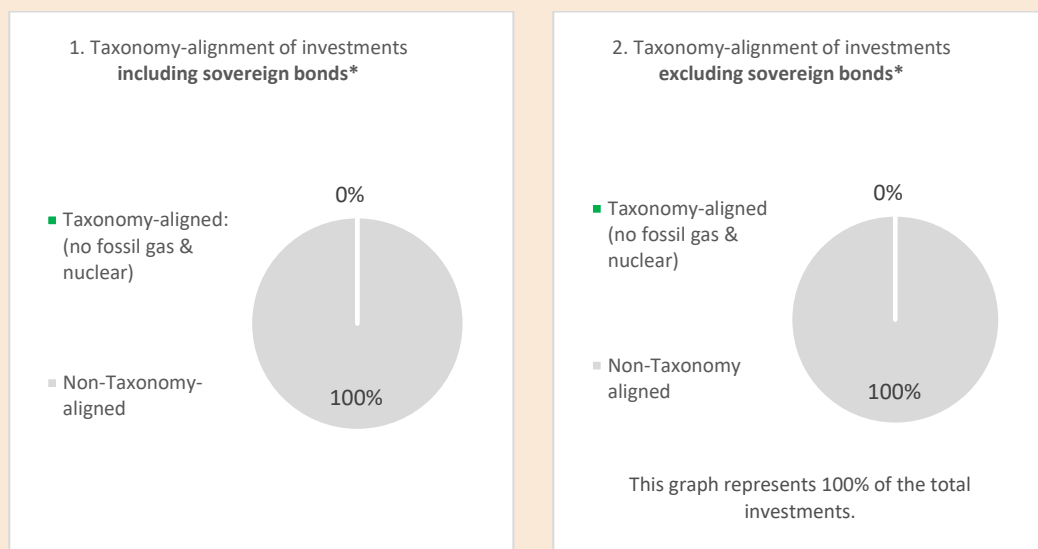 1. Taxonomy-alignment of investments
including sovereign bonds*
0%
Taxonomy-aligned:
(no fossil gas &
nuclear)
Non-Taxonomy-
aligned
100%
2. Taxonomy-alignment of investments
excluding sovereign bonds*
0%
Taxonomy-aligned
(no fossil gas &
nuclear)
Non-Taxonomy
aligned
100%
This graph represents 100% of the total
investments.